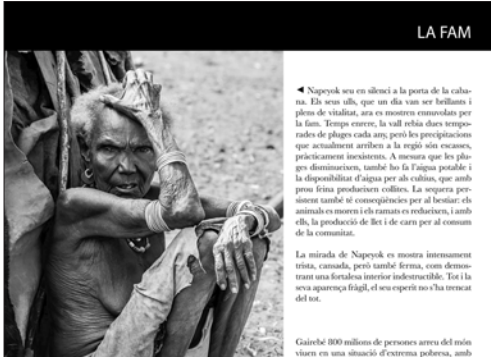 LA FAM
◄ Napeyok seu en silenci a la porta de la caba-
na. Els seus ulls, que un dia van ser brillants i
plens de vitalitat, ara es mostren ennuvolats per
la fam. Temps enrere, la vall rebia dues tempo-
rades de pluges cada any, però les precipitacions
que actualment arriben a la regió són escasses,
pràcticament inexistents. A mesura que les plu-
ges disminueixen, també ho fa l'aigua potable i
la disponibilitat d'aigua per als cultius, que amb
prou feina produeixen collites. La sequera per-
sistent també té conseqüències per al bestiar: els
animals es moren i els ramats es redueixen, i amb
ells, la producció de llet i de carn per al consum
de la comunitat.
La mirada de Napeyok es mostra intensament
trista, cansada, però també ferma, com demos-
trant una fortalesa interior indestructible. Tot i la
seva aparença fràgil, el seu esperit no s'ha trencat
del tot.
Gairebé 800 milions de persones arreu del món
viuen en una situació d'extrema pobresa, amb